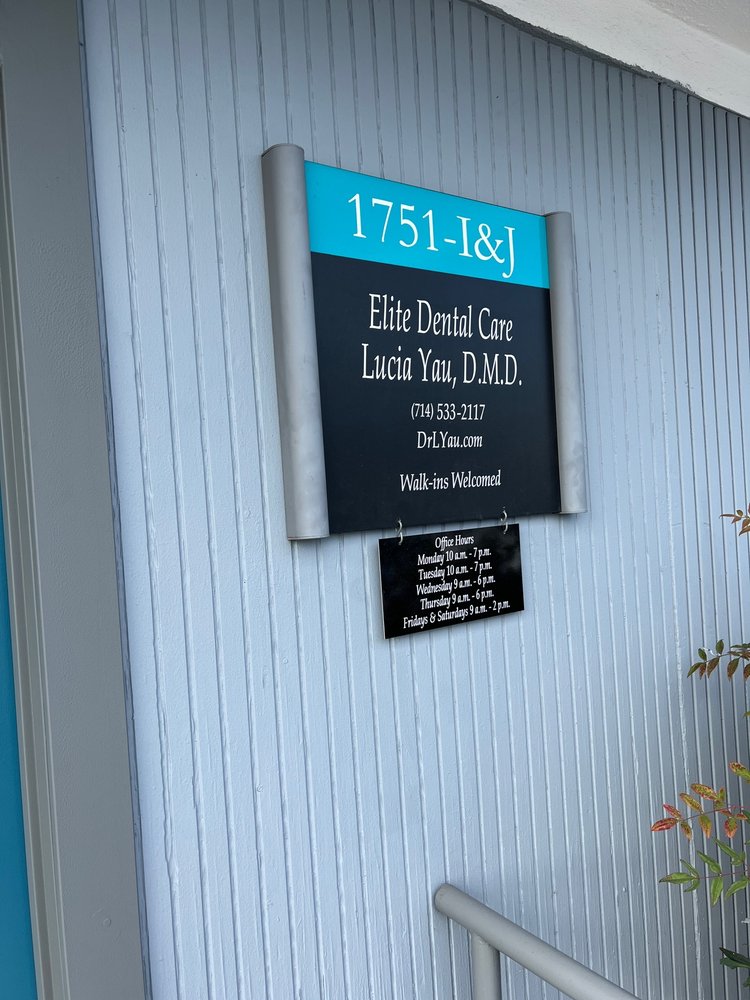 1751-I&J
Elite Dental Care
Lucia Yau, D.M.D.
(714) 533-2117
DrLYau.com
Walk-ins Welcomed
Office Hours
Monday 10 a.m. - 7 p.m.
Tuesday 10 a.m. - 7 p.m.
Wednesday 9 a.m. - 6 p.m.
Thursday 9 a.m. - 6 p.m.
Fridays & Saturdays 9 a.m. - 2 p.m.